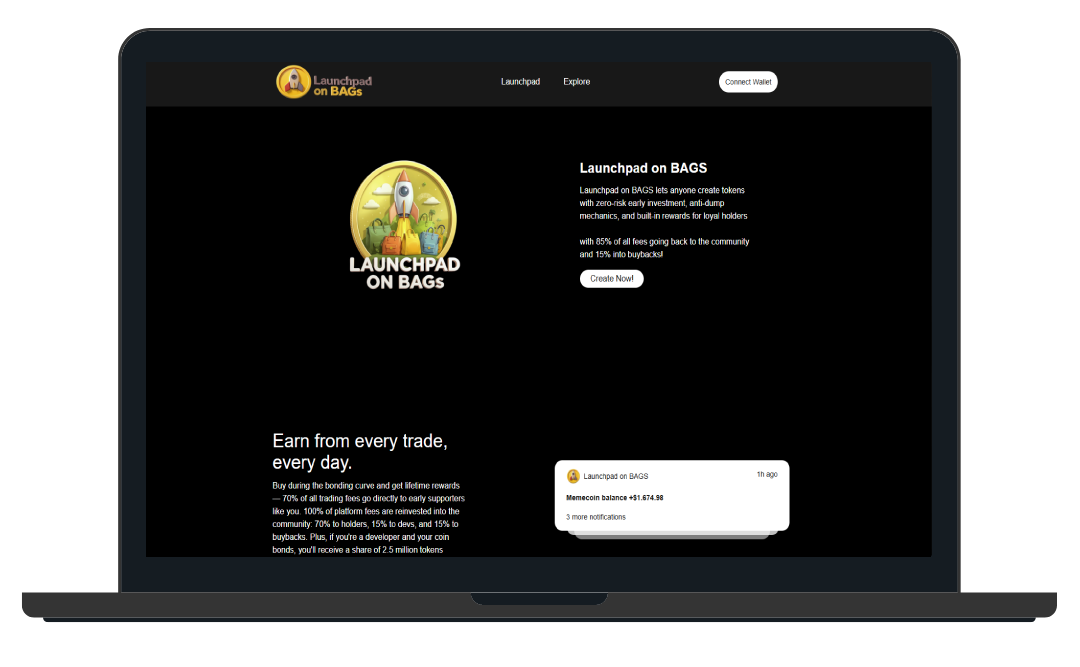 Launchpad
on BAGs
Launchpad
Explore
Connect Wallet
LAUNCHPAD
ON BAGs
Launchpad on BAGS
Launchpad on BAGS lets anyone create tokens
with zero-risk early investment, anti-dump
mechanics, and built-in rewards for loyal holders
with 85% of all fees going back to the community
and 15% into buybacks!
Create Now!
Earn from every trade,
every day.
Buy during the bonding curve and get lifetime rewards
— 70% of all trading fees go directly to early supporters
like you. 100% of platform fees are reinvested into the
community: 70% to holders, 15% to devs, and 15% to
buybacks. Plus, if you're a developer and your coin
bonds, you'll receive a share of 2.5 million tokens
Launchpad on BAGS
1h ago
Memecoin balance +$1.674.98
3 more notifications